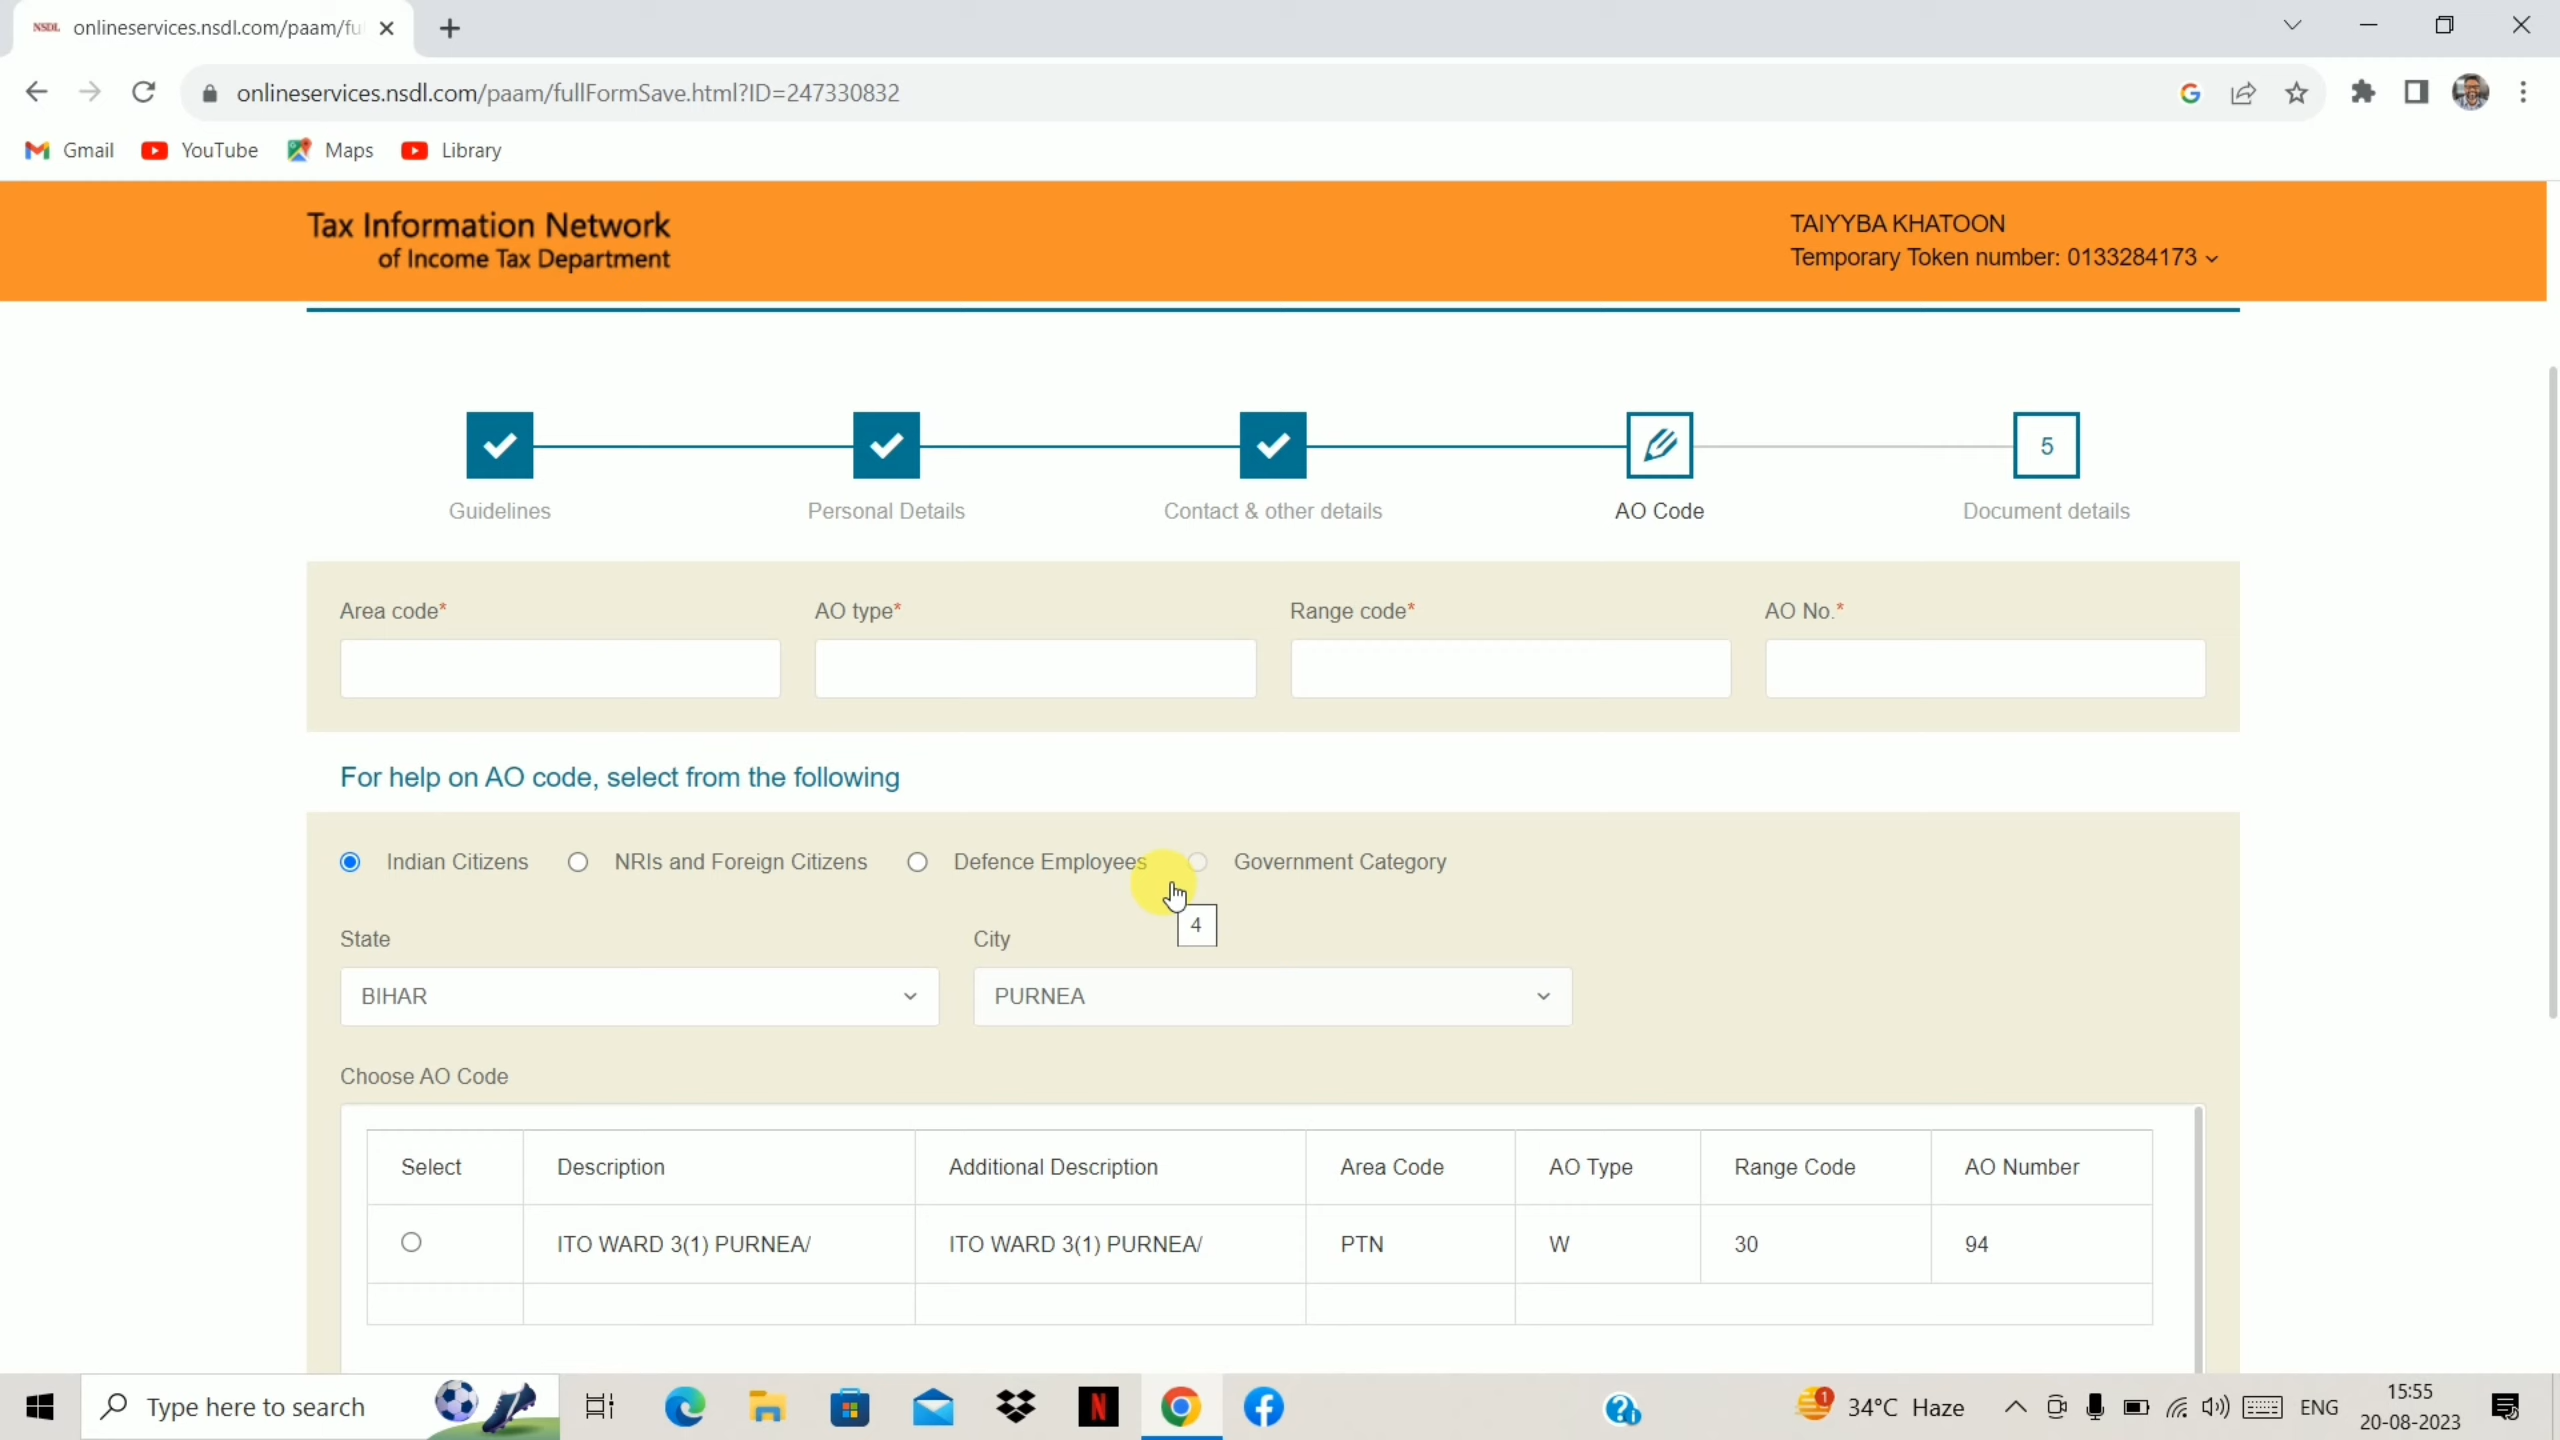 NSDL onlineservices.nsdl.com/paam/fu
onlineservices.nsdl.com/paam/fullFormSave.html?ID=247330832
Gmail YouTube Maps Library
Tax Information Network
of Income Tax Department
TAIYYBA KHATOON
Temporary Token number: 0133284173
5
Guidelines Personal Details Contact & other details AO Code Document details
Area code* AO type* Range code* AO No.*
For help on AO code, select from the following
Indian Citizens NRIs and Foreign Citizens Defence Employees Government Category
4
State City
BIHAR PURNEA
Choose AO Code
Select Description Additional Description Area Code AO Type Range Code AO Number
ITO WARD 3(1) PURNEA/ ITO WARD 3(1) PURNEA/ PTN W 30 94
Type here to search 1 34°C Haze ENG 15:55
20-08-2023